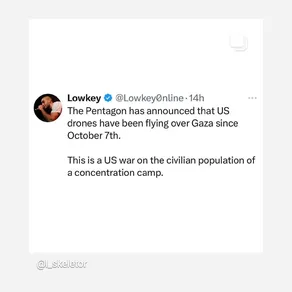 Lowkey @Lowkey0nline · 14h
The Pentagon has announced that US
drones have been flying over Gaza since
October 7th.
This is a US war on the civilian population of
a concentration camp.
@i_skeletor